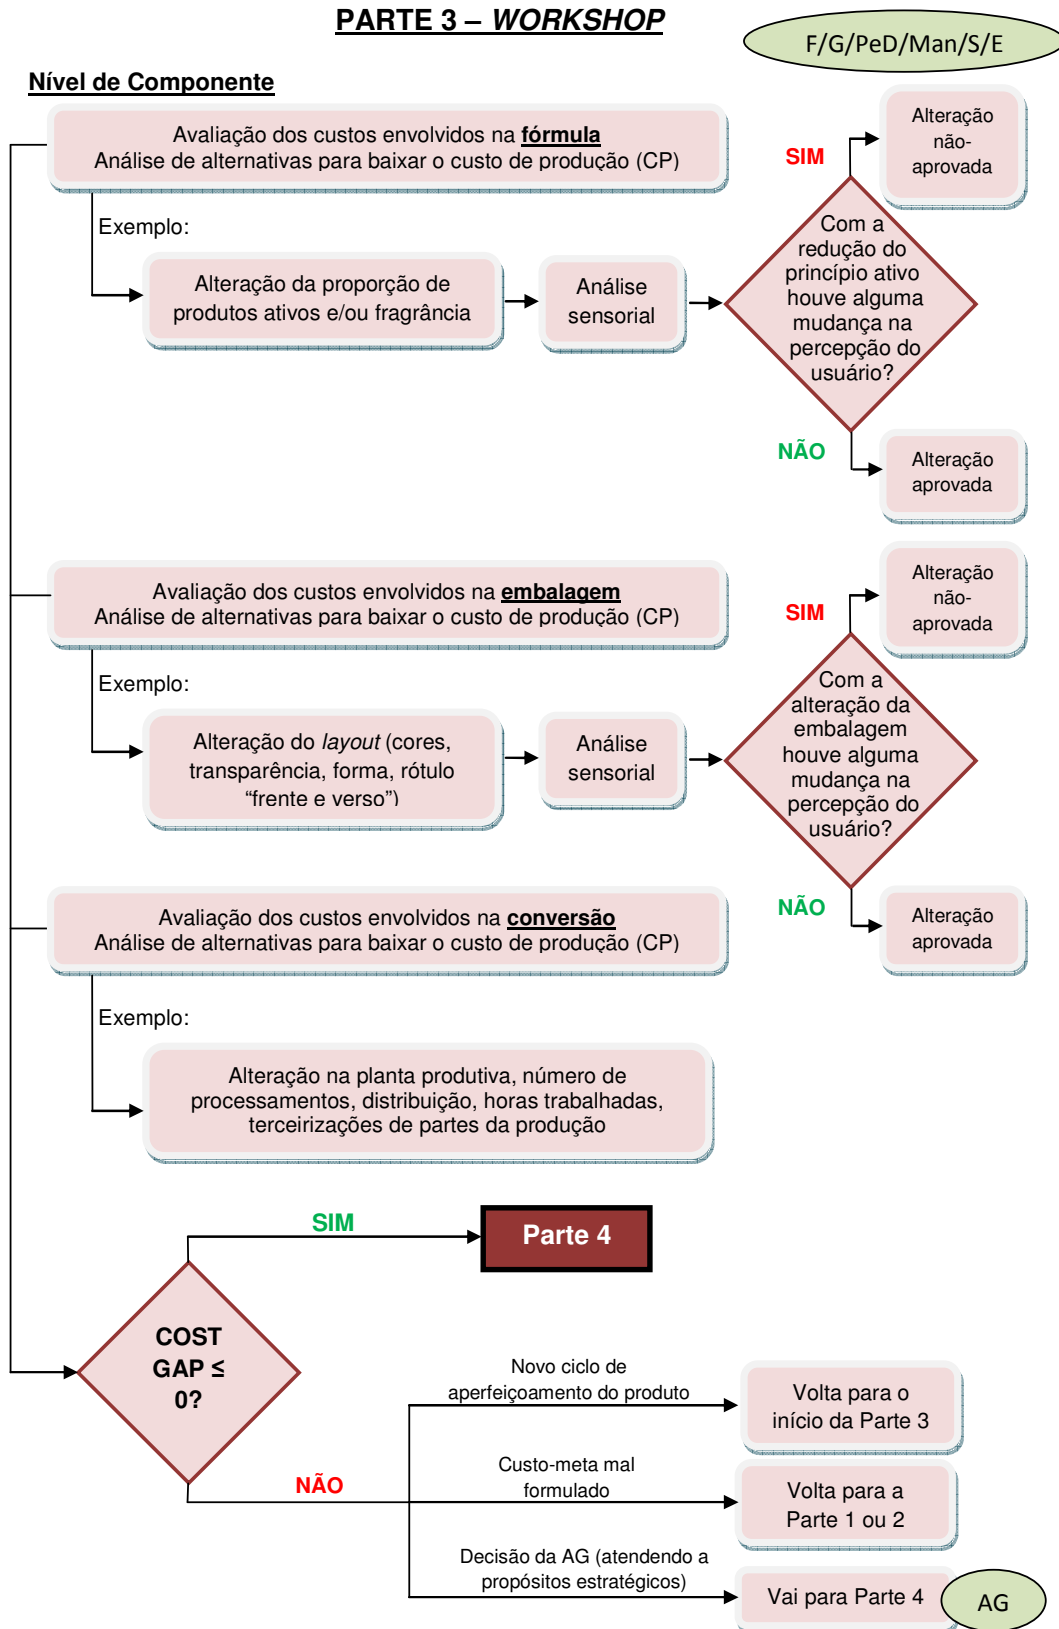 PARTE 3 – WORKSHOP
F/G/PeD/Man/S/E
Nível de Componente
Avaliação dos custos envolvidos na fórmula
Análise de alternativas para baixar o custo de produção (CP)
Exemplo:
Alteração da proporção de
produtos ativos e/ou fragrância
Análise
sensorial
Com a
redução do
princípio ativo
houve alguma
mudança na
percepção do
usuário?
SIM
Alteração
não-
aprovada
NÃO
Alteração
aprovada
Avaliação dos custos envolvidos na embalagem
Análise de alternativas para baixar o custo de produção (CP)
Exemplo:
Alteração do layout (cores,
transparência, forma, rótulo
“frente e verso”)
Análise
sensorial
Com a
alteração da
embalagem
houve alguma
mudança na
percepção do
usuário?
SIM
Alteração
não-
aprovada
NÃO
Alteração
aprovada
Avaliação dos custos envolvidos na conversão
Análise de alternativas para baixar o custo de produção (CP)
Exemplo:
Alteração na planta produtiva, número de
processamentos, distribuição, horas trabalhadas,
terceirizações de partes da produção
COST
GAP ≤
0?
SIM
Parte 4
NÃO
Novo ciclo de
aperfeiçoamento do produto
Volta para o
início da Parte 3
Custo-meta mal
formulado
Volta para a
Parte 1 ou 2
Decisão da AG (atendendo a
propósitos estratégicos)
Vai para Parte 4
AG